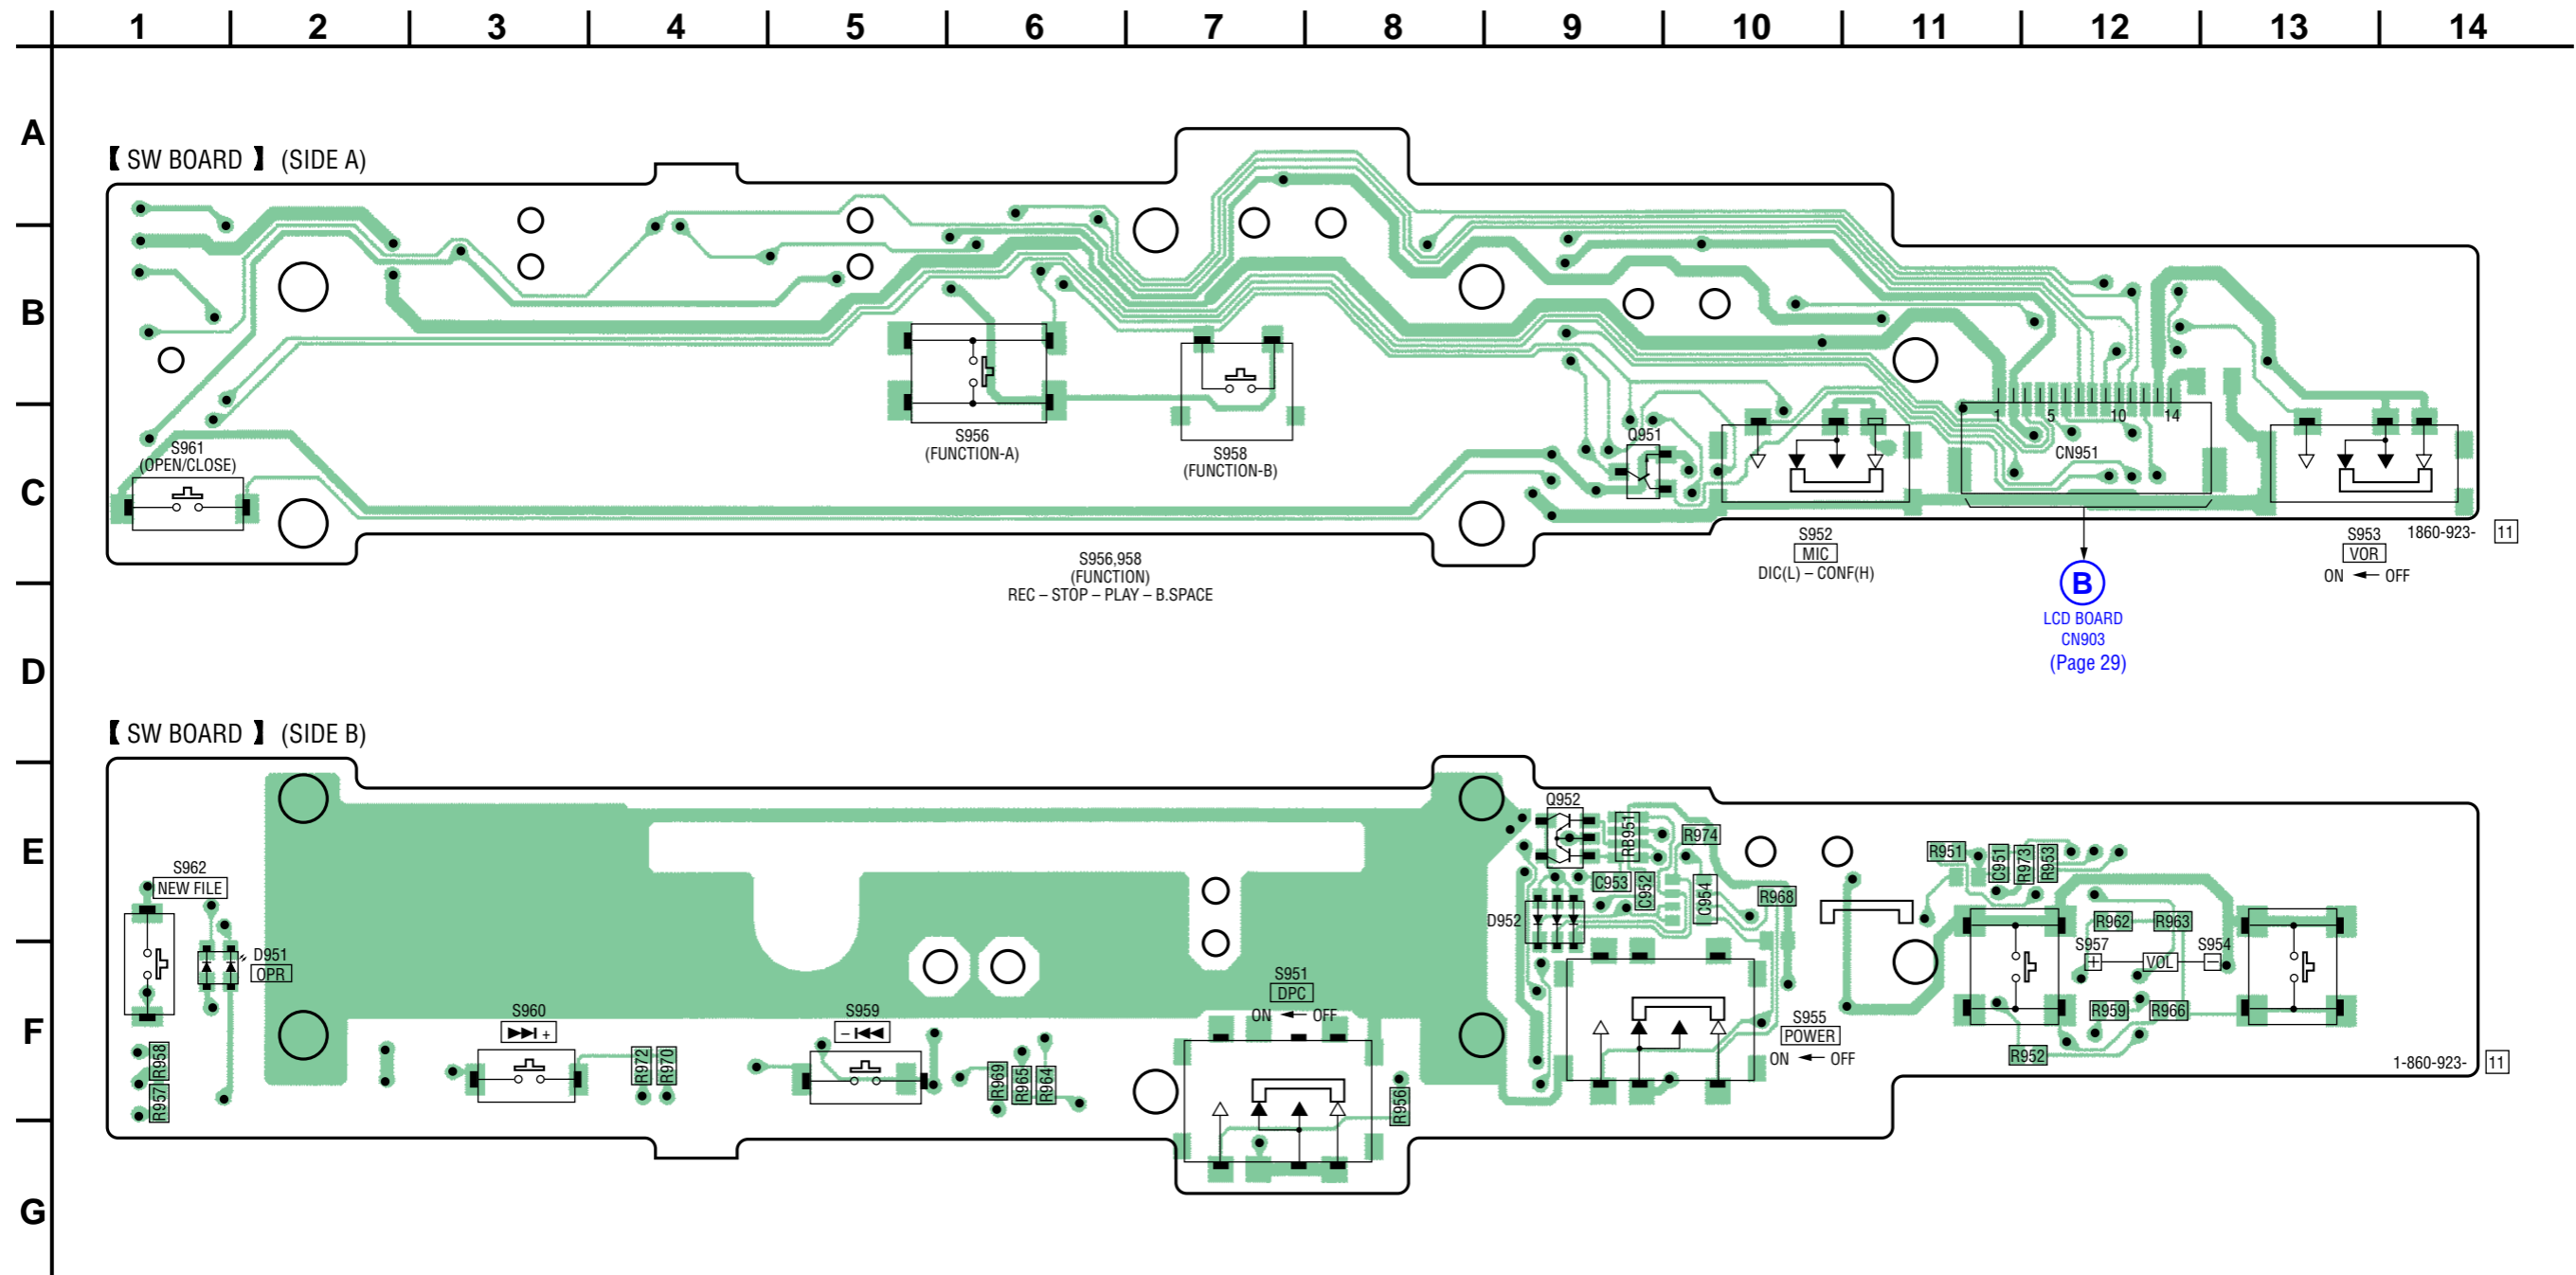 1 2 3 4 5 6 7 8 9 10 11 12 13 14
A
【 SW BOARD 】 (SIDE A)
B
1 5 10 14
CN951
Q951
S961
(OPEN/CLOSE)
S956
(FUNCTION-A)
S958
(FUNCTION-B)
C
S952
MIC
DIC(L) – CONF(H)
S953
VOR
ON ← OFF
1860-923- 11
S956,958
(FUNCTION)
REC – STOP – PLAY – B.SPACE
B
LCD BOARD
CN903
(Page 29)
D
【 SW BOARD 】 (SIDE B)
E
Q952
RB951
R974
R951
C951
R973
R953
S962
NEW FILE
C953
C952
C954
R968
D952
R962
R963
D951
OPR
S957
+
VOL
−
S954
S951
DPC
ON ← OFF
S960
▶▶I +
S959
− I◀◀
F
S955
POWER
ON ← OFF
R959
R966
R952
R958
R957
R972
R970
R969
R965
R964
R956
1-860-923- 11
G